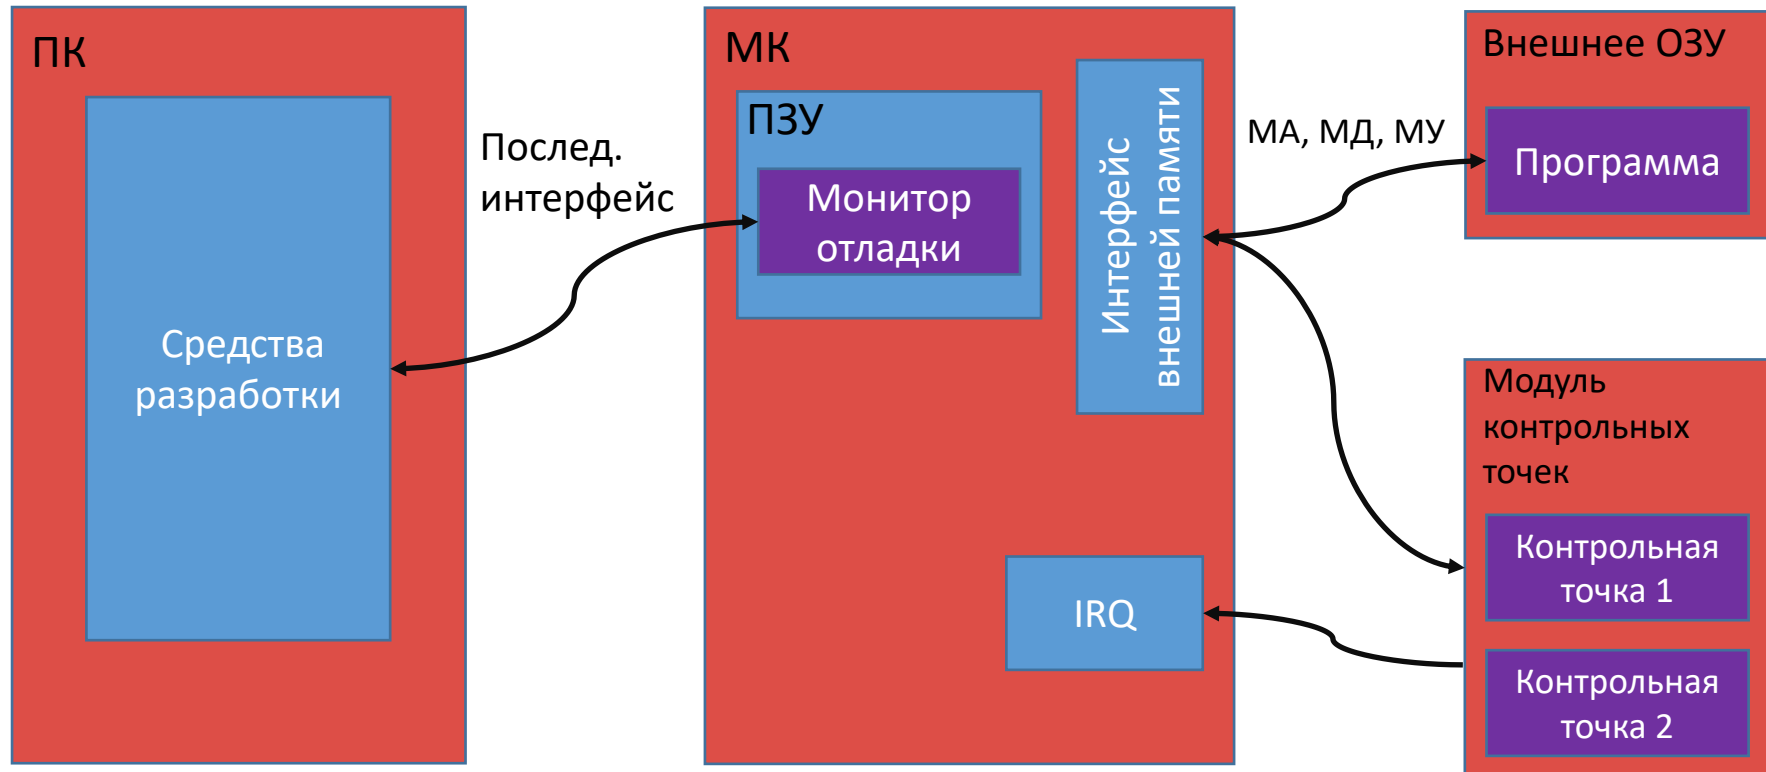 ПК
Средства
разработки
Послед.
интерфейс
МК
ПЗУ
Монитор
отладки
Интерфейс
внешней памяти
IRQ
МА, МД, МУ
Внешнее ОЗУ
Программа
Модуль
контрольных
точек
Контрольная
точка 1
Контрольная
точка 2